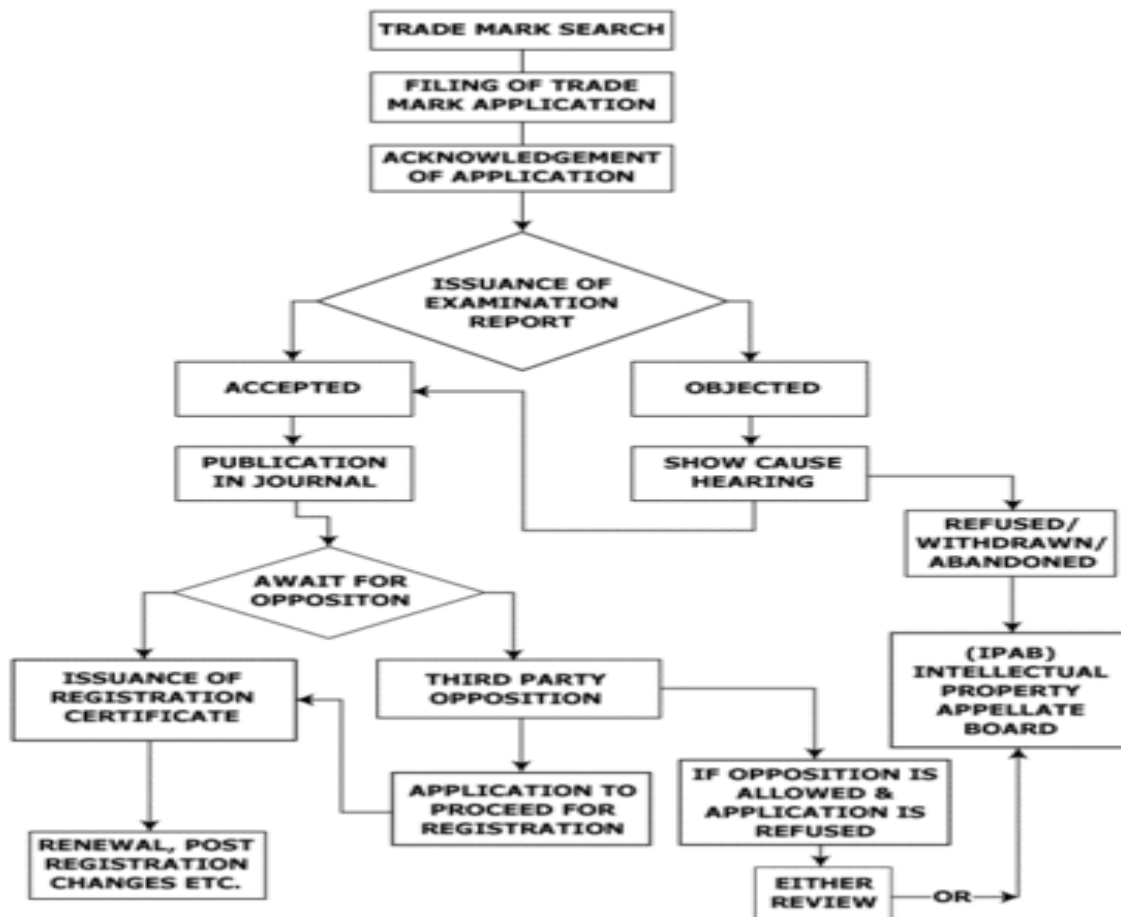 TRADE MARK SEARCH
FILING OF TRADE
MARK APPLICATION
ACKNOWLEDGEMENT
OF APPLICATION
ISSUANCE OF
EXAMINATION
REPORT
ACCEPTED
OBJECTED
PUBLICATION
IN JOURNAL
SHOW CAUSE
HEARING
REFUSED/
WITHDRAWN/
ABANDONED
AWAIT FOR
OPPOSITON
ISSUANCE OF
REGISTRATION
CERTIFICATE
THIRD PARTY
OPPOSITION
(IPAB)
INTELLECTUAL
PROPERTY
APPELLATE
BOARD
APPLICATION TO
PROCEED FOR
REGISTRATION
IF OPPOSITION IS
ALLOWED &
APPLICATION IS
REFUSED
RENEWAL, POST
REGISTRATION
CHANGES ETC.
EITHER
REVIEW
OR